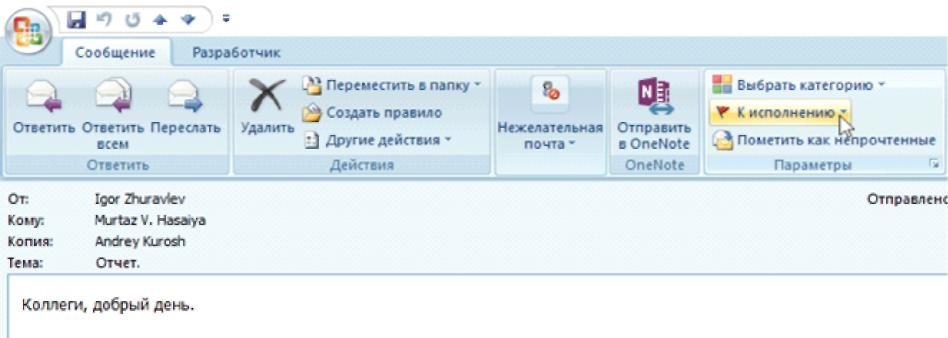 Сообщение Разработчик
Ответить Ответить всем Переслать
Ответить
Удалить
Переместить в папку
Создать правило
Другие действия
Действия
Нежелательная почта
Отправить в OneNote
OneNote
Выбрать категорию
К исполнению
Пометить как непрочтенные
Параметры
От: Igor Zhuravlev Отправлено
Кому: Murtaz V. Hasaiya
Копия: Andrey Kurosh
Тема: Отчет.
Коллеги, добрый день.